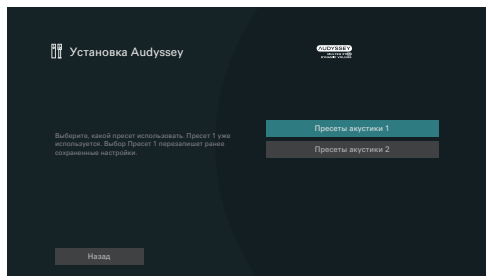 Установка Audyssey
AUDYSSEY
Выберите, какой пресет использовать. Пресет 1 уже
используется. Выбор Пресет 1 перезапишет ранее
сохраненные настройки.
Пресеты акустики 1
Пресеты акустики 2
Назад